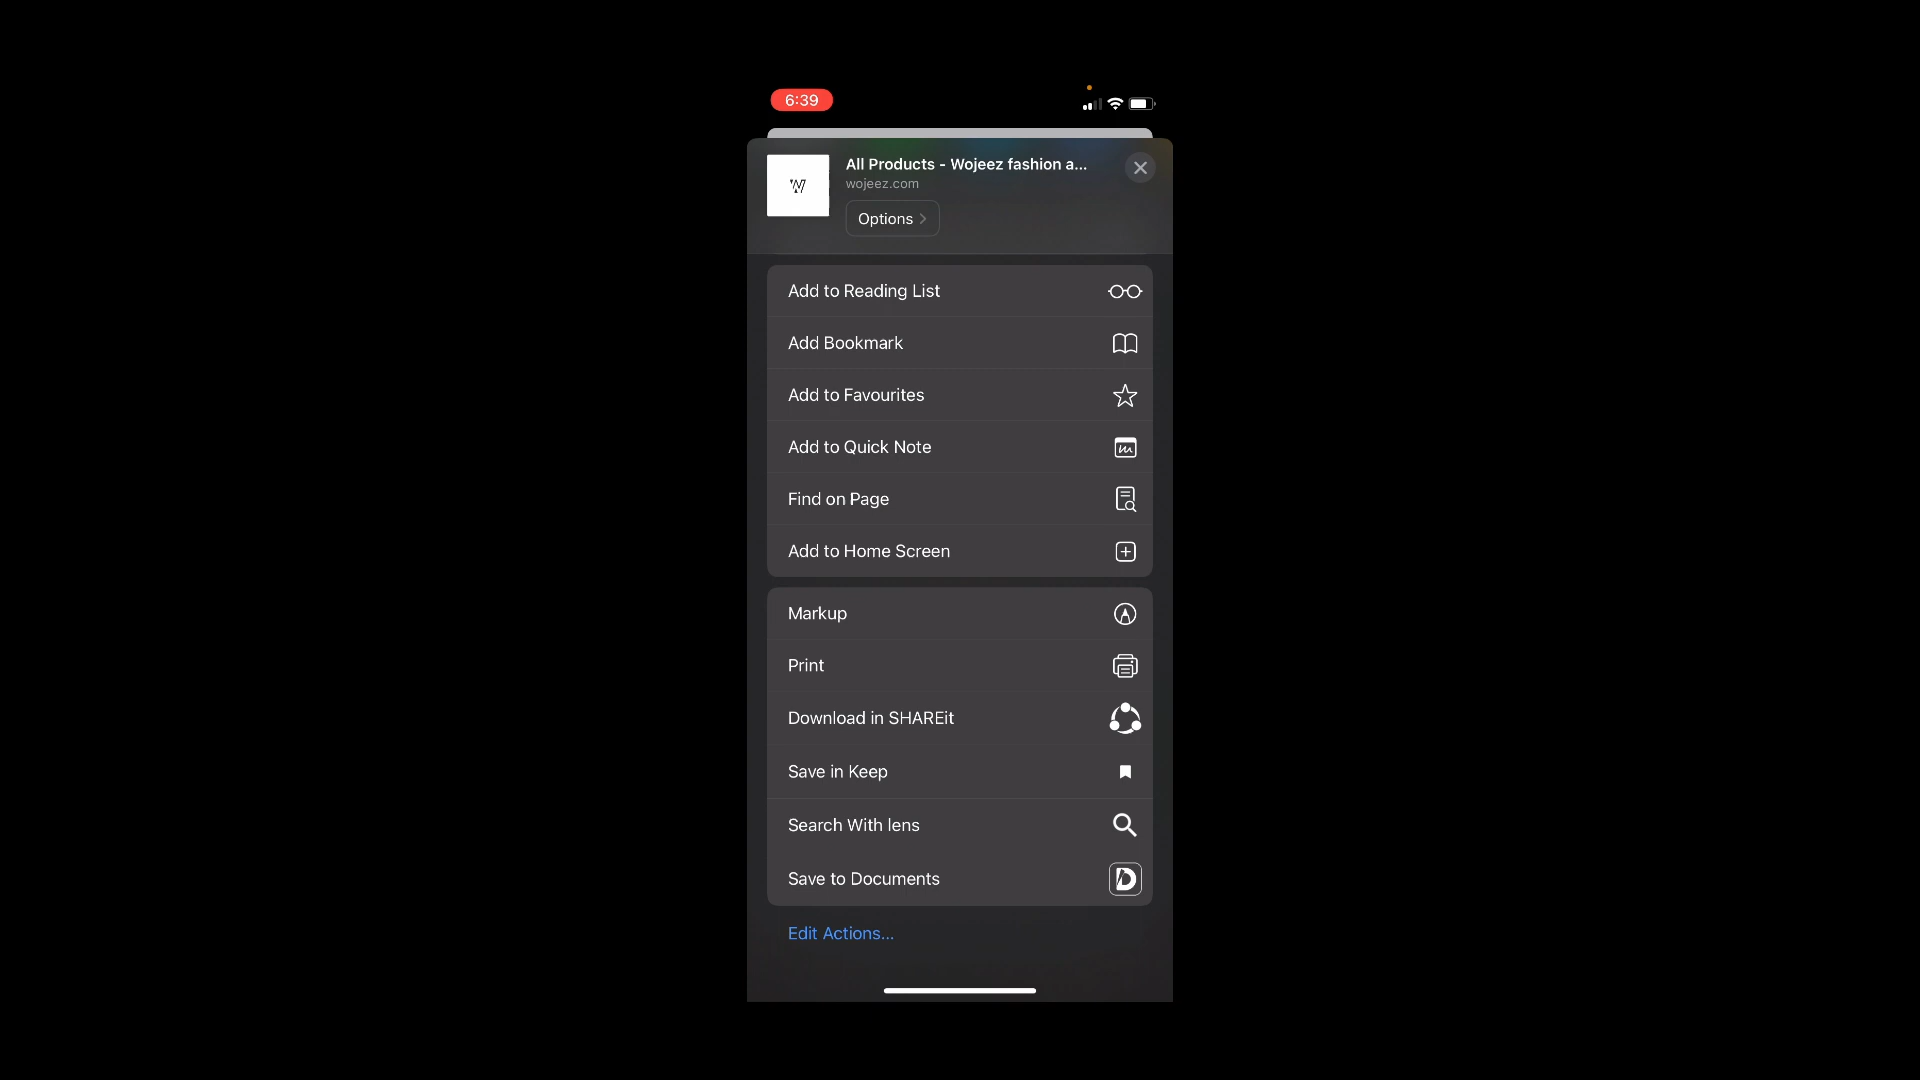 6:39
All Products - Wojeez fashion a...
wojeez.com
Options
Add to Reading List
Add Bookmark
Add to Favourites
Add to Quick Note
Find on Page
Add to Home Screen
Markup
Print
Download in SHAREit
Save in Keep
Search With lens
Save to Documents
Edit Actions...